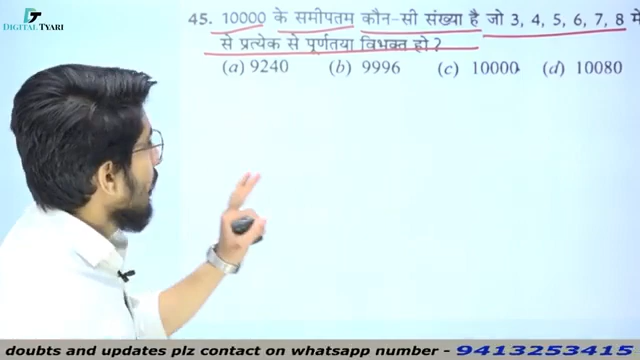 DT
DIGITAL TYARI
45. 10000 के समीपतम कौन-सी संख्या है जो 3, 4, 5, 6, 7, 8 में
से प्रत्येक से पूर्णतया विभक्त हो ?
(a) 9240 (b) 9996 (c) 10000 (d) 10080
doubts and updates plz contact on whatsapp number - 9413253415